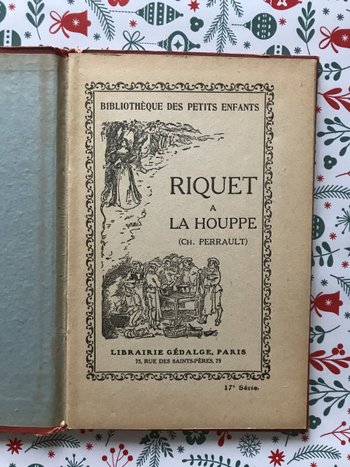 BIBLIOTHÈQUE DES PETITS ENFANTS
RIQUET
A
LA HOUPPE
(CH. PERRAULT)
LIBRAIRIE GÉDALGE, PARIS
75, RUE DES SAINTS-PÈRES, 75
17e Série.